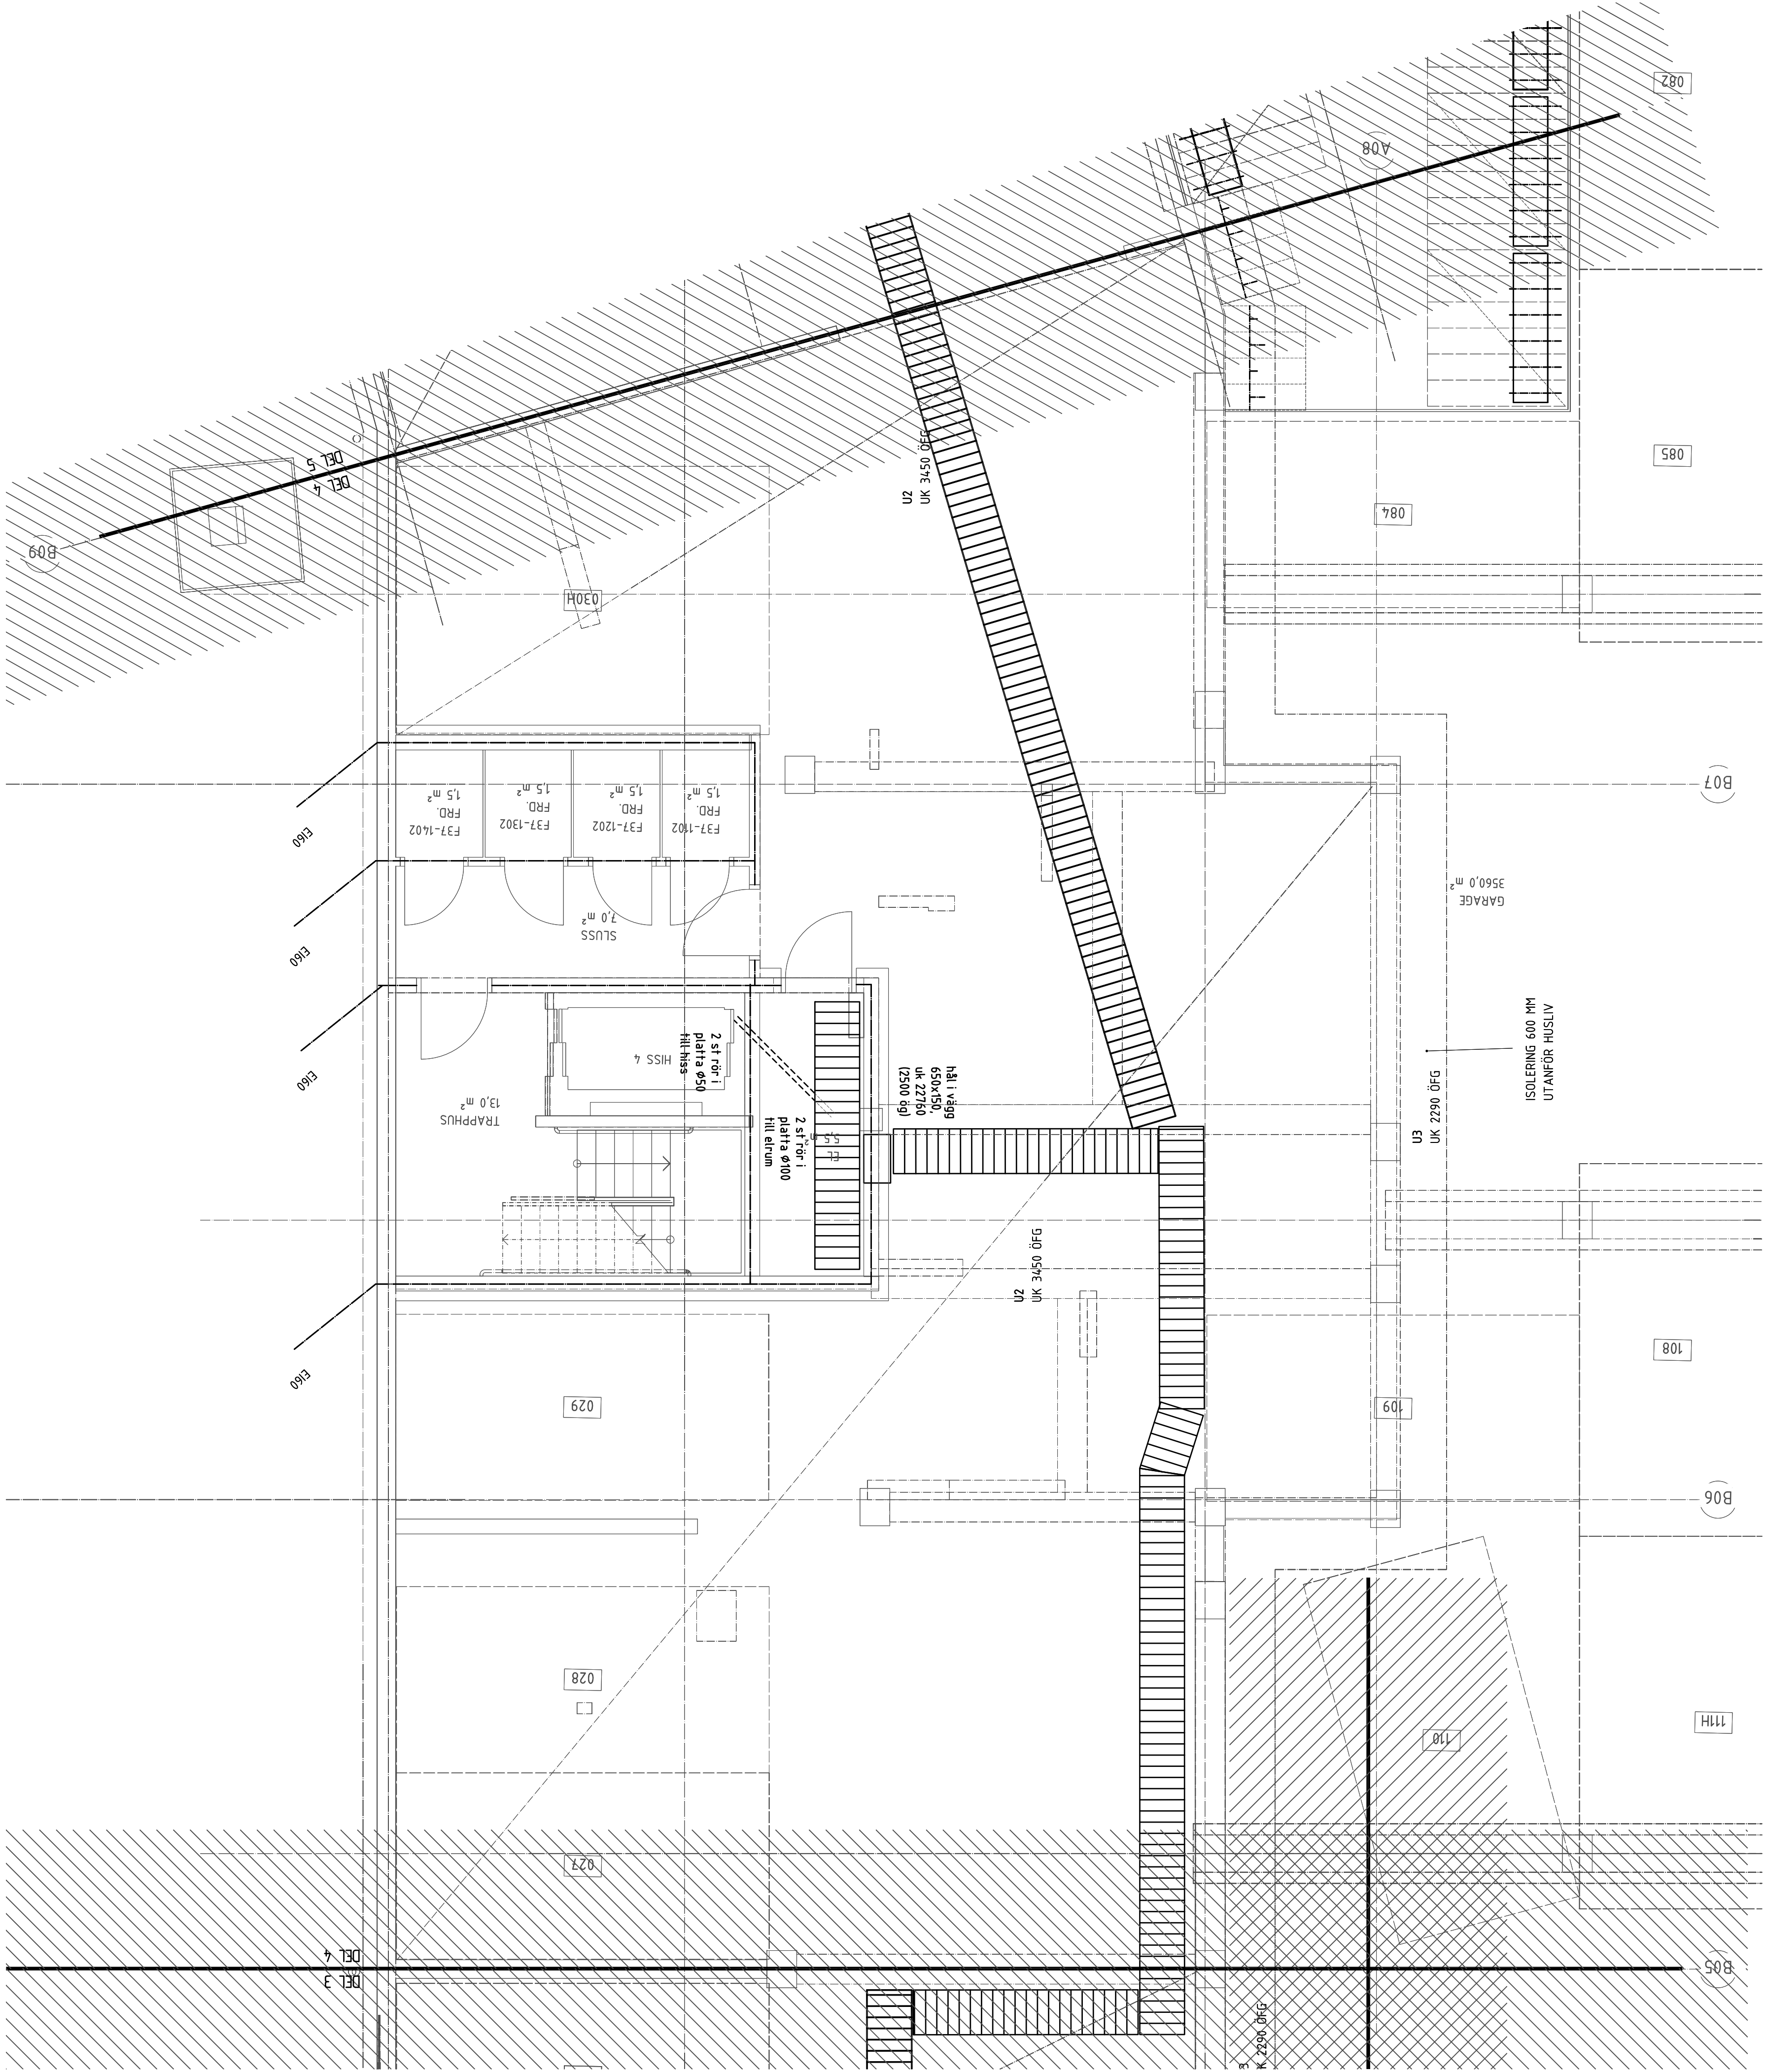 082
A08
085
084
DEL 5
DEL 4
B09
030H
U2
UK 3450 ÖFG
B07
F37-1402
FRD.
1,5 m²
F37-1302
FRD.
1,5 m²
F37-1202
FRD.
1,5 m²
F37-1102
FRD.
1,5 m²
EI60
EI60
EI60
EI60
SLUSS
7,0 m²
GARAGE
3560,0 m²
TRAPPHUS
13,0 m²
HISS 4
2 st rör i
platta ø50
till hiss
2 st rör i
platta ø100
till elrum
EL
5,5 m²
hål i vägg
650x150,
uk 22760
(2500 ög)
ISOLERING 600 MM
UTANFÖR HUSLIV
U3
UK 2290 ÖFG
U2
UK 3450 ÖFG
108
029
109
B06
028
110
111H
027
DEL 4
DEL 3
B05
3
K 2290 ÖFG